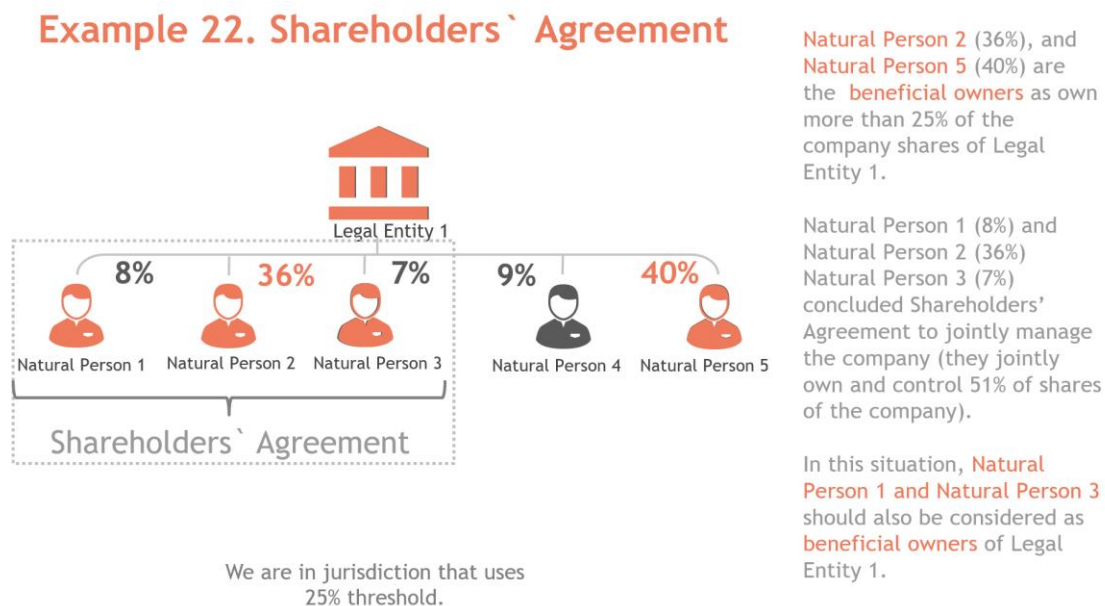 Example 22. Shareholders` Agreement
Legal Entity 1
8%
36%
7%
9%
40%
Natural Person 1
Natural Person 2
Natural Person 3
Natural Person 4
Natural Person 5
Shareholders` Agreement
We are in jurisdiction that uses
25% threshold.
Natural Person 2 (36%), and
Natural Person 5 (40%) are
the beneficial owners as own
more than 25% of the
company shares of Legal
Entity 1.
Natural Person 1 (8%) and
Natural Person 2 (36%)
Natural Person 3 (7%)
concluded Shareholders’
Agreement to jointly manage
the company (they jointly
own and control 51% of shares
of the company).
In this situation, Natural
Person 1 and Natural Person 3
should also be considered as
beneficial owners of Legal
Entity 1.